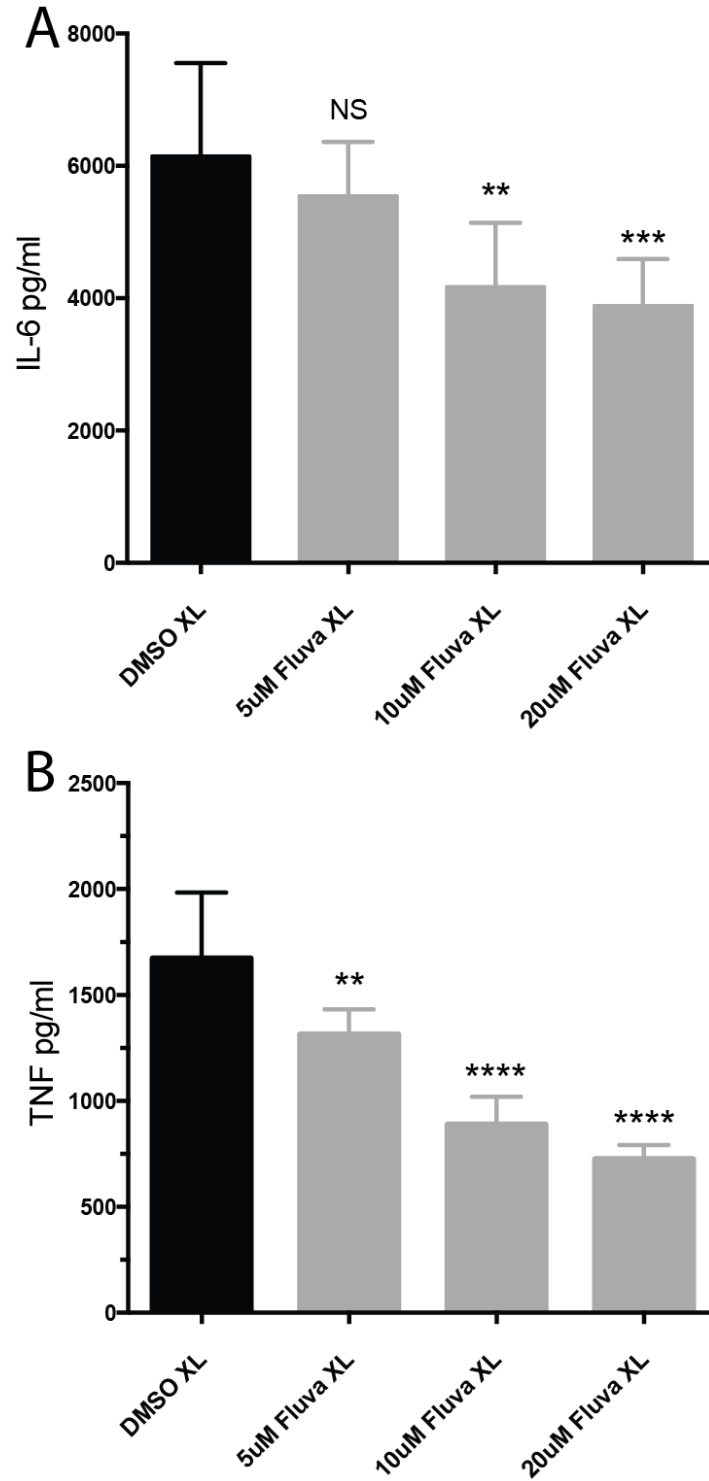 A
8000
6000
4000
2000
0
IL-6 pg/ml
NS
**
***
DMSO XL
5uM Fluva XL
10uM Fluva XL
20uM Fluva XL
B
2500
2000
1500
1000
500
0
TNF pg/ml
**
****
****
DMSO XL
5uM Fluva XL
10uM Fluva XL
20uM Fluva XL